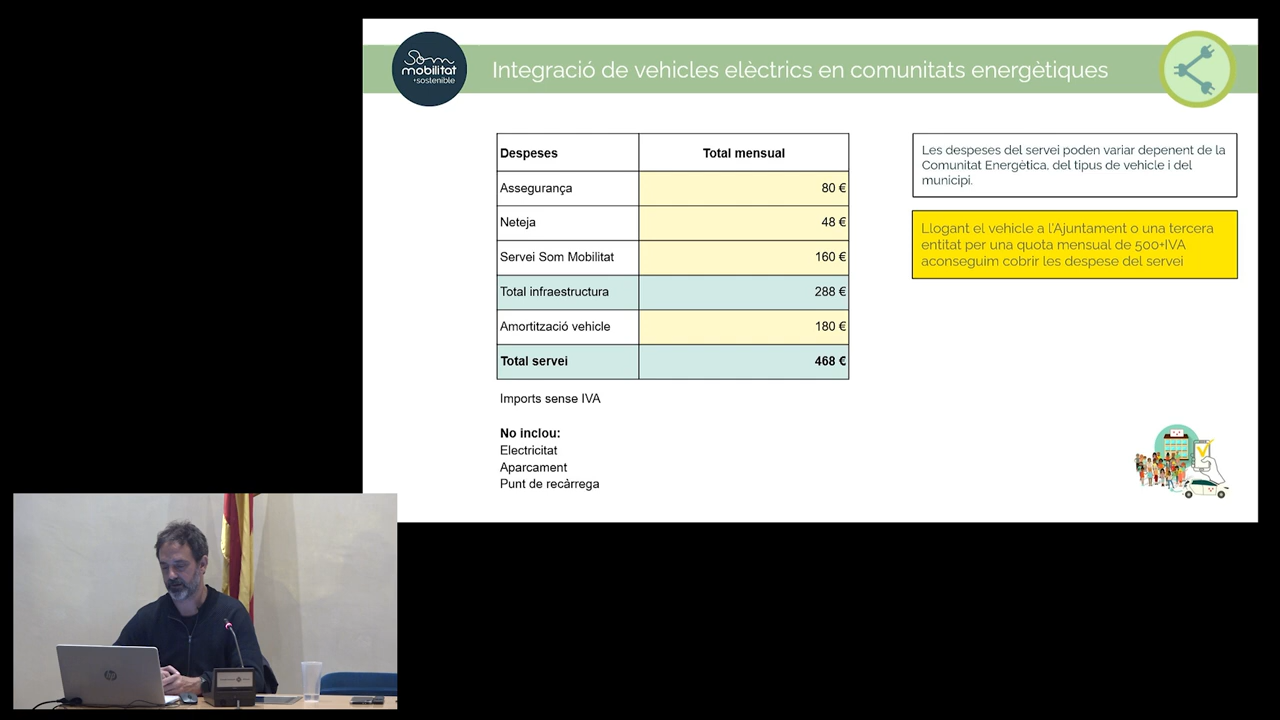 Som
mobilitat
+sostenible
Integració de vehicles elèctrics en comunitats energètiques
Despeses Total mensual
Assegurança 80 €
Neteja 48 €
Servei Som Mobilitat 160 €
Total infraestructura 288 €
Amortització vehicle 180 €
Total servei 468 €
Imports sense IVA
No inclou:
Electricitat
Aparcament
Punt de recàrrega
Les despeses del servei poden variar depenent de la
Comunitat Energètica, del tipus de vehicle i del
municipi.
Llogant el vehicle a l'Ajuntament o una tercera
entitat per una quota mensual de 500+IVA
aconseguim cobrir les despese del servei
hp